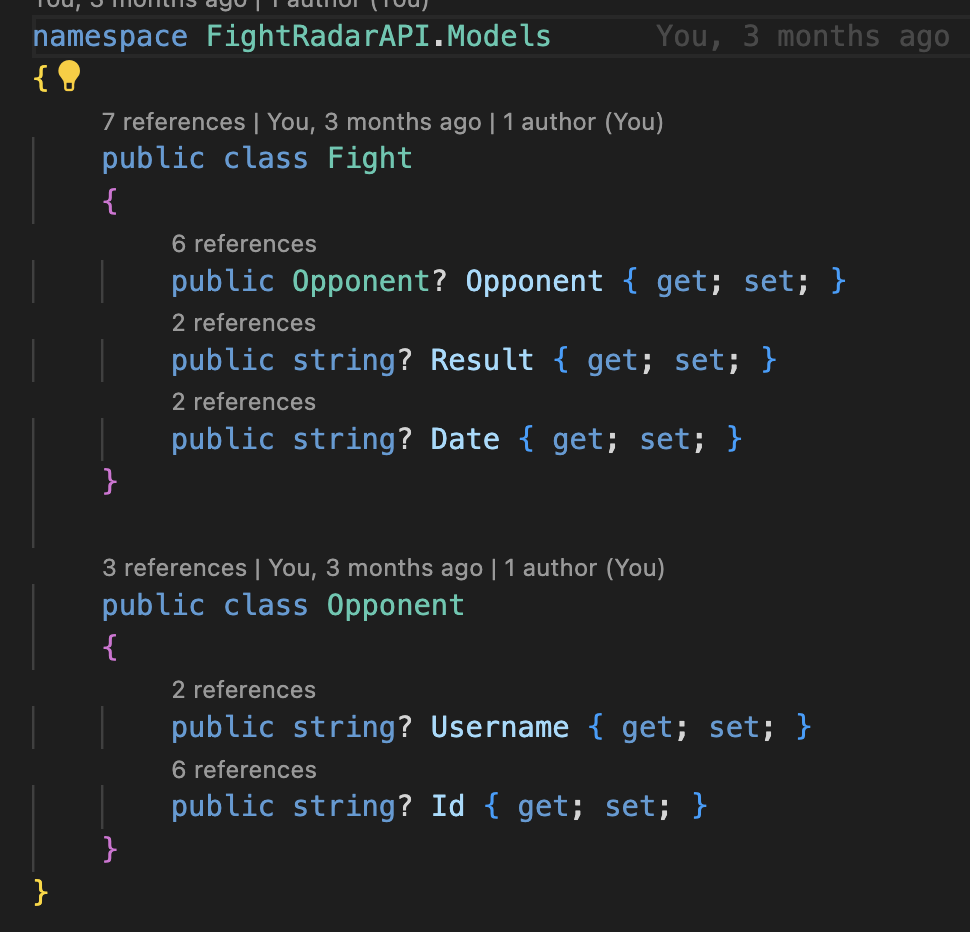 You, 3 months ago | 1 author (You)
namespace FightRadarAPI.Models You, 3 months ago
{
7 references | You, 3 months ago | 1 author (You)
public class Fight
{
6 references
public Opponent? Opponent { get; set; }
2 references
public string? Result { get; set; }
2 references
public string? Date { get; set; }
}
3 references | You, 3 months ago | 1 author (You)
public class Opponent
{
2 references
public string? Username { get; set; }
6 references
public string? Id { get; set; }
}
}